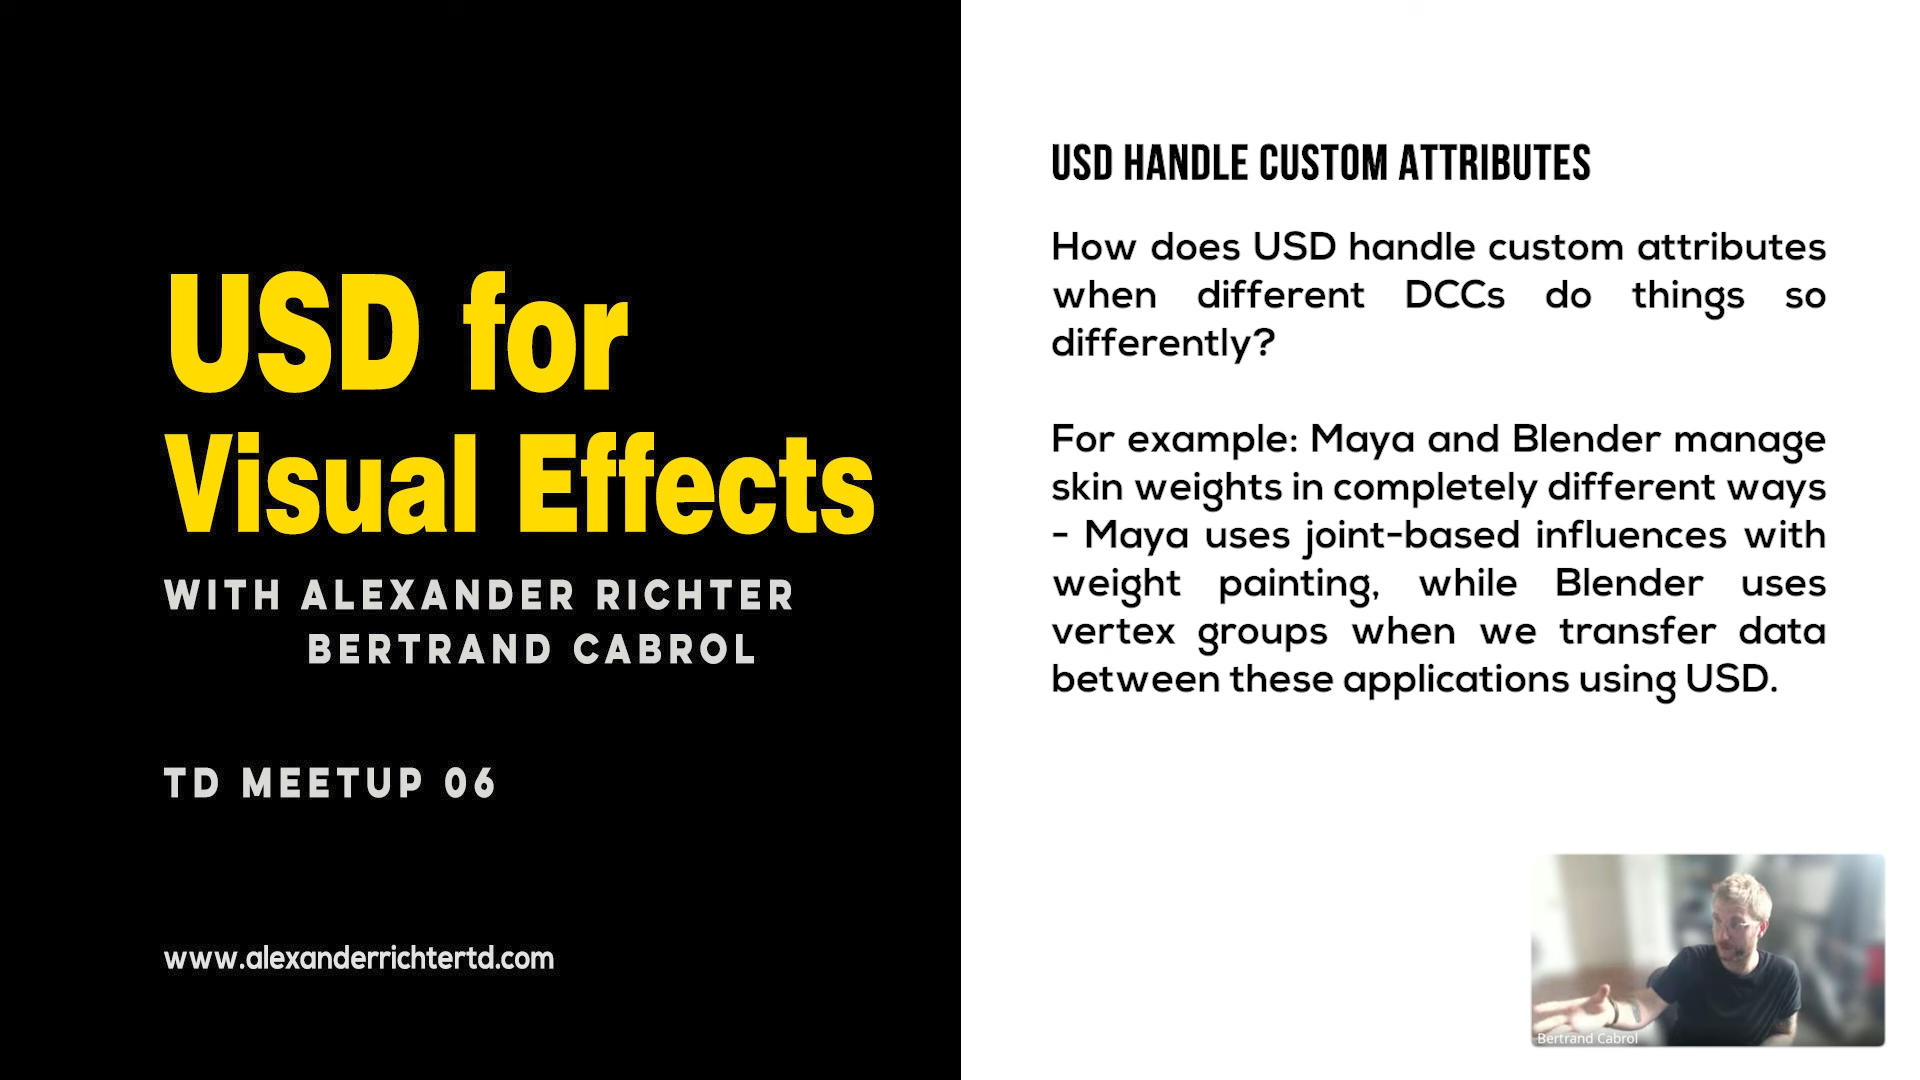 USD for
Visual Effects
WITH ALEXANDER RICHTER
BERTRAND CABROL
TD MEETUP 06
www.alexanderrichtertd.com
USD HANDLE CUSTOM ATTRIBUTES
How does USD handle custom attributes
when different DCCs do things so
differently?
For example: Maya and Blender manage
skin weights in completely different ways
- Maya uses joint-based influences with
weight painting, while Blender uses
vertex groups when we transfer data
between these applications using USD.
Bertrand Cabrol